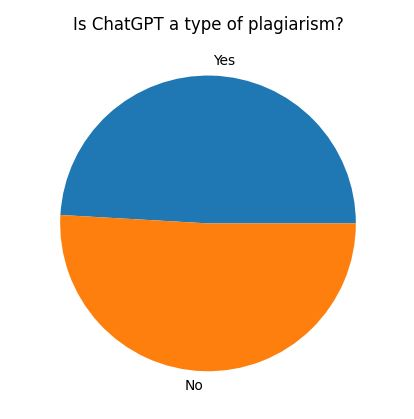 Is ChatGPT a type of plagiarism?
Yes
No